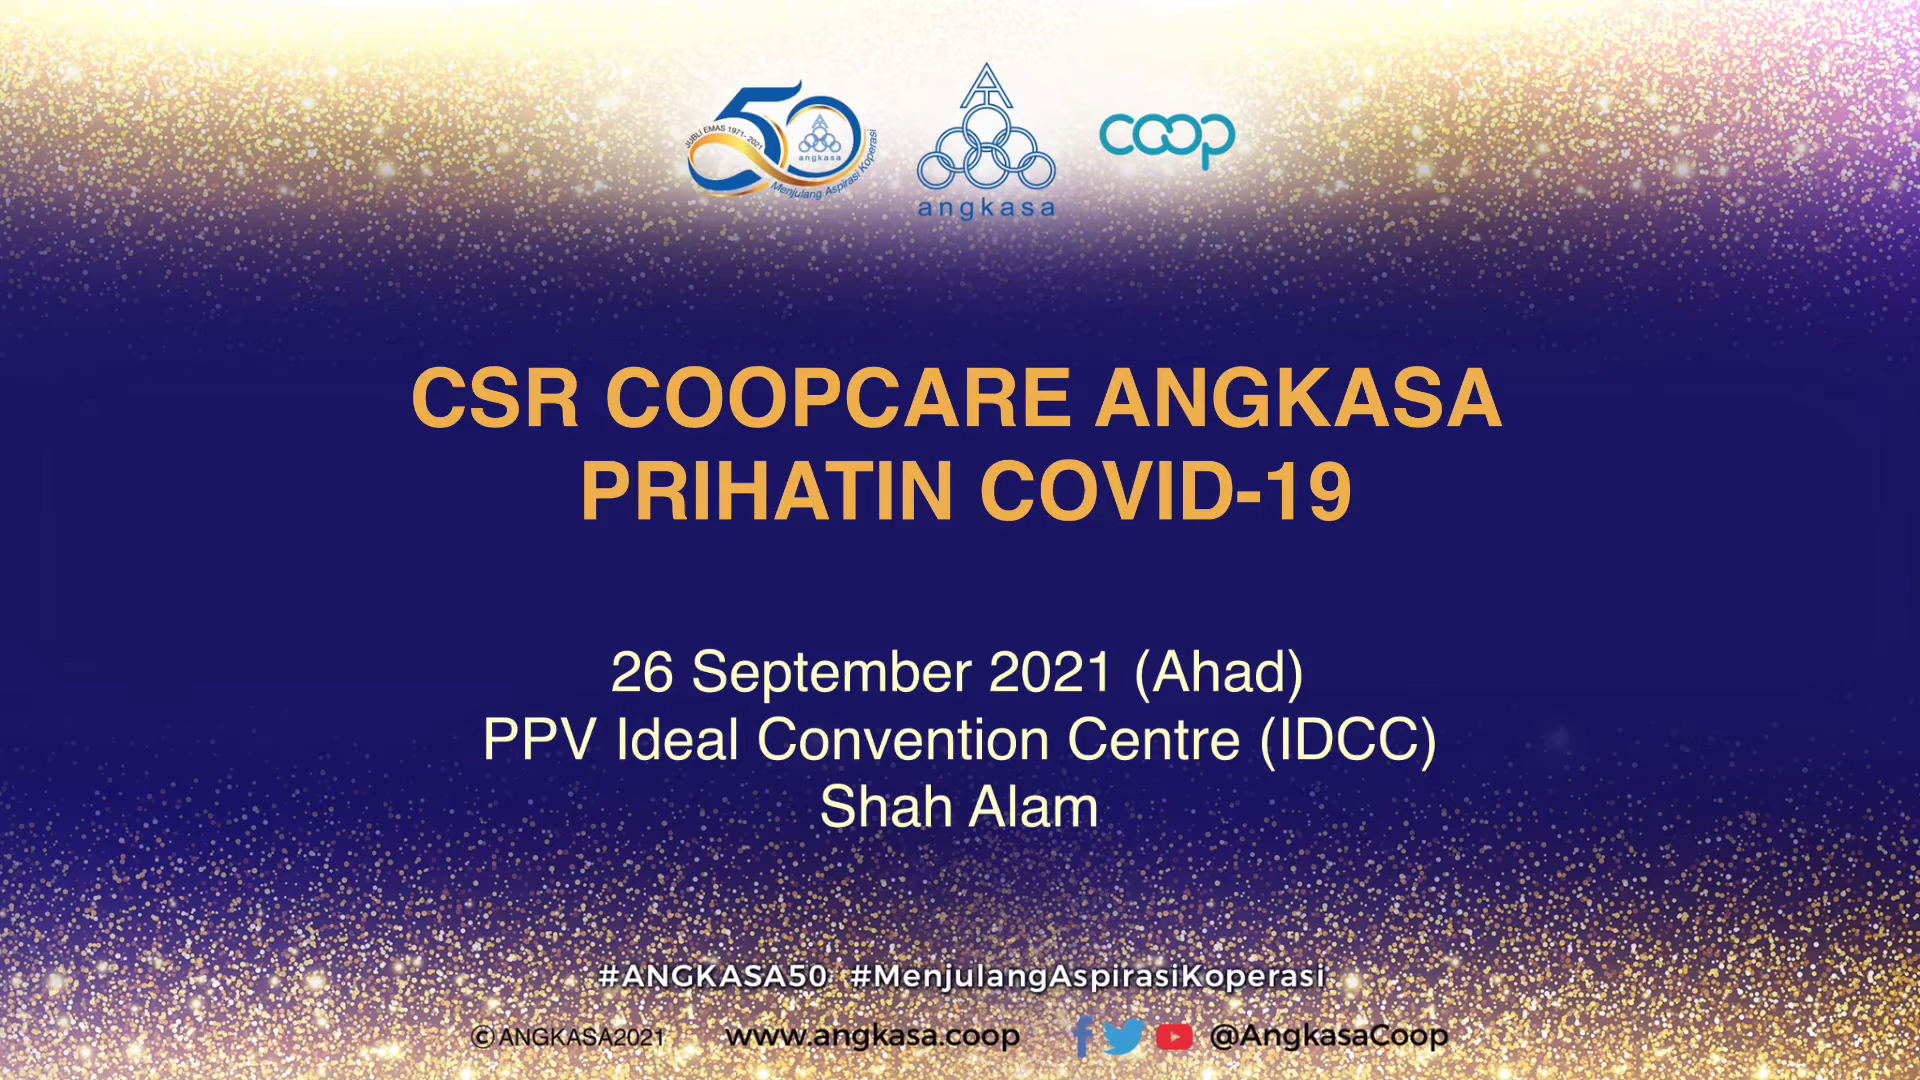 JUBLI EMAS 1971-2021
50
angkasa
Menjulang Aspirasi Koperasi
angkasa
coop
CSR COOPCARE ANGKASA
PRIHATIN COVID-19
26 September 2021 (Ahad)
PPV Ideal Convention Centre (IDCC)
Shah Alam
#ANGKASA50 #MenjulangAspirasiKoperasi
©ANGKASA2021 www.angkasa.coop @AngkasaCoop